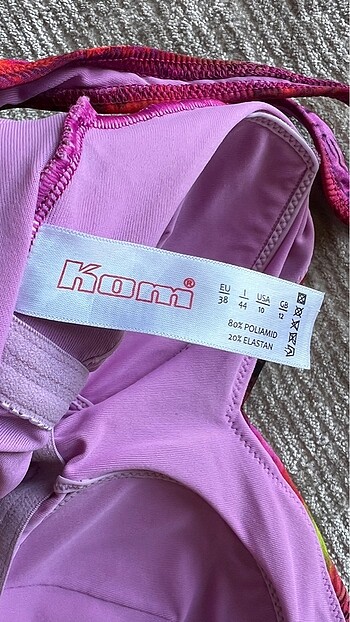 Kom®
EU I USA GB
38 44 10 12
80% POLIAMID
20% ELASTAN